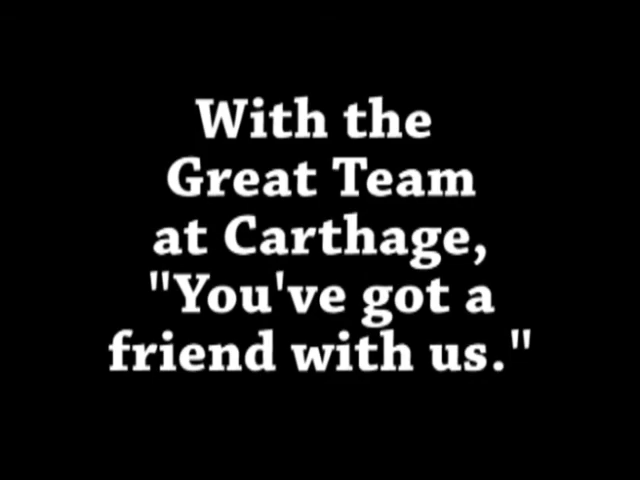 With the
Great Team
at Carthage,
"You've got a
friend with us."